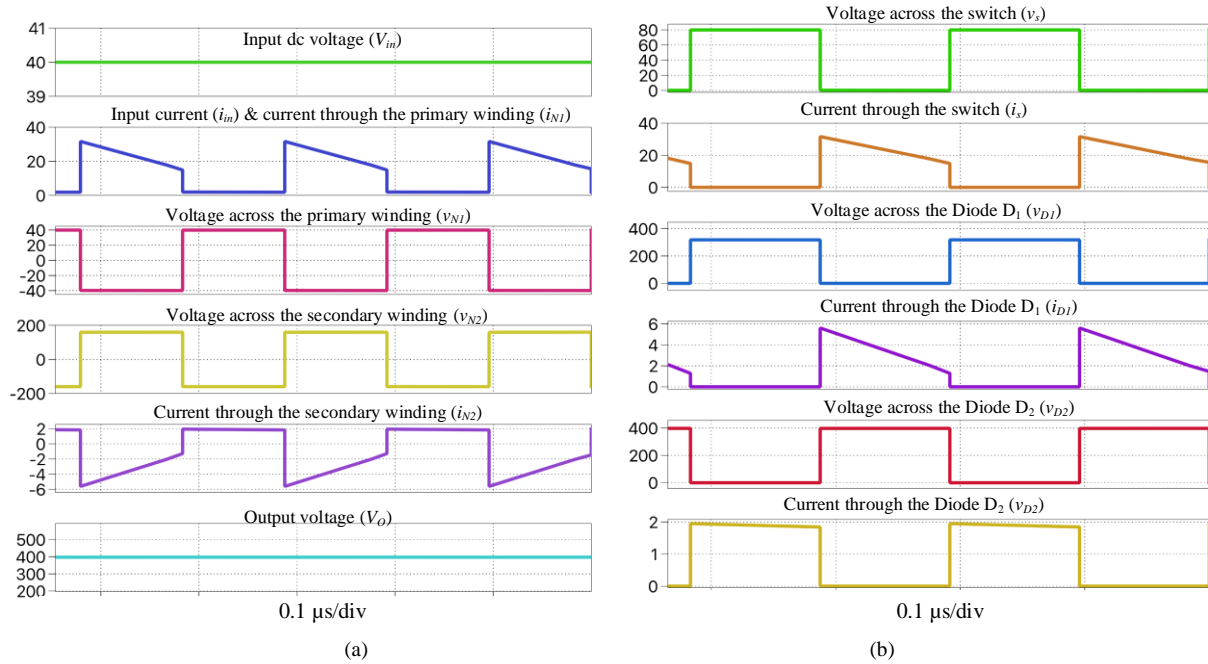 Input dc voltage (Vin)
41
40
39
Input current (iin) & current through the primary winding (iN1)
40
20
0
Voltage across the primary winding (vN1)
40
20
0
-20
-40
Voltage across the secondary winding (vN2)
200
0
-200
Current through the secondary winding (iN2)
2
0
-2
-4
-6
Output voltage (VO)
500
400
300
200
0.1 µs/div
(a)
Voltage across the switch (vs)
80
60
40
20
0
Current through the switch (is)
40
20
0
Voltage across the Diode D1 (vD1)
400
200
0
Current through the Diode D1 (iD1)
6
4
2
0
Voltage across the Diode D2 (vD2)
400
200
0
Current through the Diode D2 (vD2)
2
1
0
0.1 µs/div
(b)